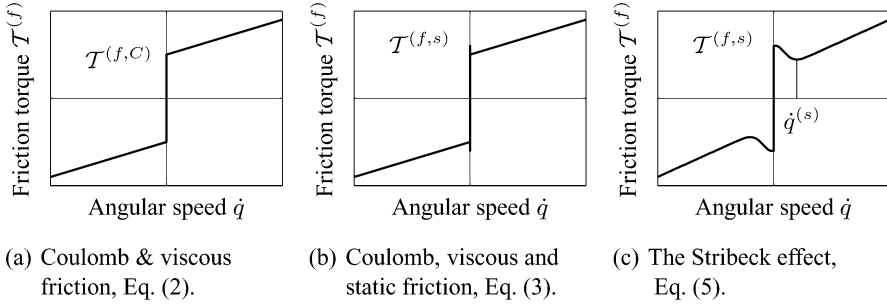 Friction torque 𝒯^(f)
𝒯^(f,C)
Angular speed q̇
(a) Coulomb & viscous
friction, Eq. (2).
Friction torque 𝒯^(f)
𝒯^(f,s)
Angular speed q̇
(b) Coulomb, viscous and
static friction, Eq. (3).
Friction torque 𝒯^(f)
𝒯^(f,s)
q̇^(s)
Angular speed q̇
(c) The Stribeck effect,
Eq. (5).